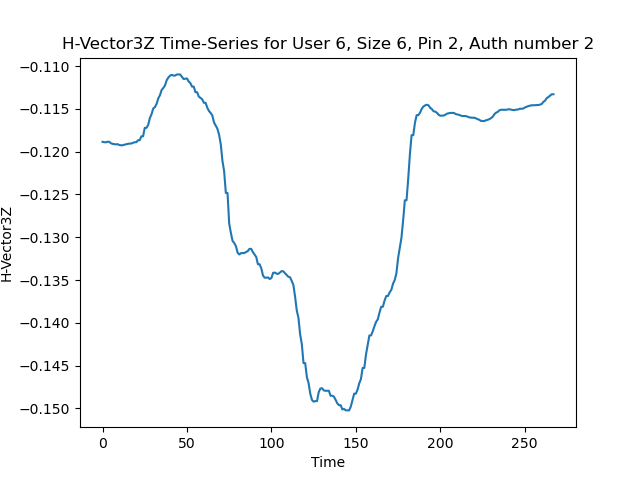 H-Vector3Z Time-Series for User 6, Size 6, Pin 2, Auth number 2
H-Vector3Z
−0.110
−0.115
−0.120
−0.125
−0.130
−0.135
−0.140
−0.145
−0.150
0 50 100 150 200 250
Time